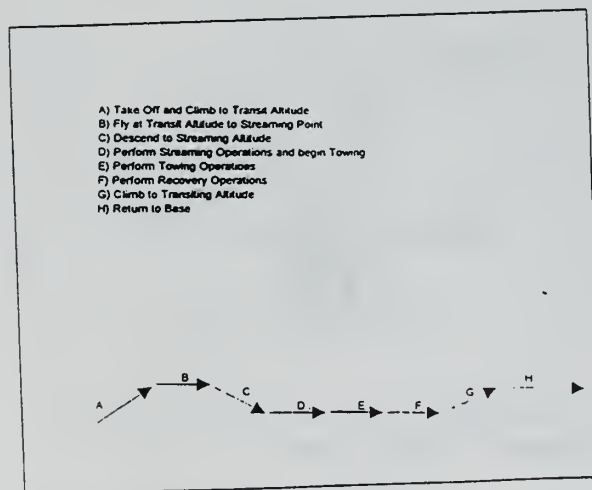 A) Take Off and Climb to Transit Altitude
B) Fly at Transit Altitude to Streaming Point
C) Descend to Streaming Altitude
D) Perform Streaming Operations and begin Towing
E) Perform Towing Operations
F) Perform Recovery Operations
G) Climb to Transiting Altitude
H) Return to Base
A
B
C
D
E
F
G
H